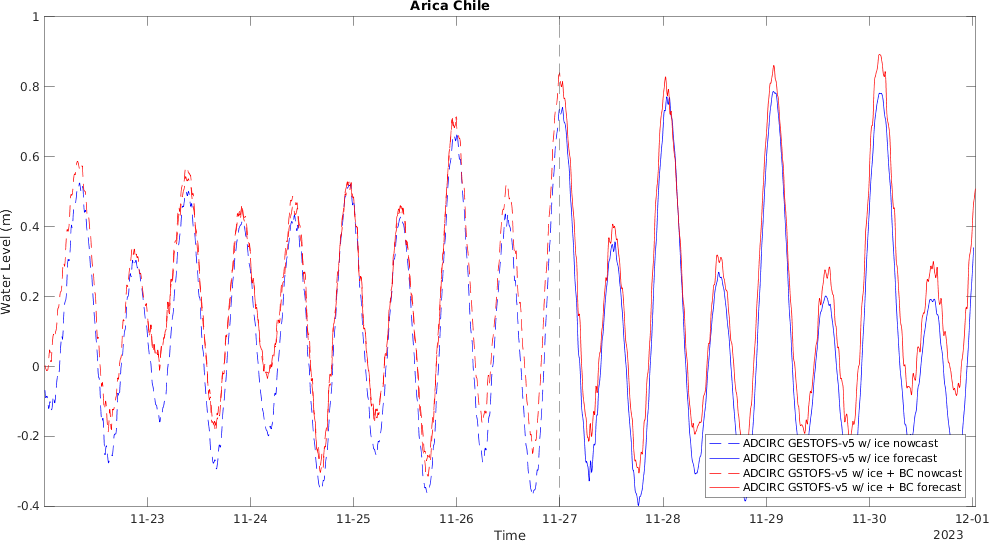 Arica Chile
Water Level (m)
1
0.8
0.6
0.4
0.2
0
-0.2
-0.4
11-23 11-24 11-25 11-26 11-27 11-28 11-29 11-30 12-01
Time
2023
ADCIRC GESTOFS-v5 w/ ice nowcast
ADCIRC GESTOFS-v5 w/ ice forecast
ADCIRC GSTOFS-v5 w/ ice + BC nowcast
ADCIRC GSTOFS-v5 w/ ice + BC forecast